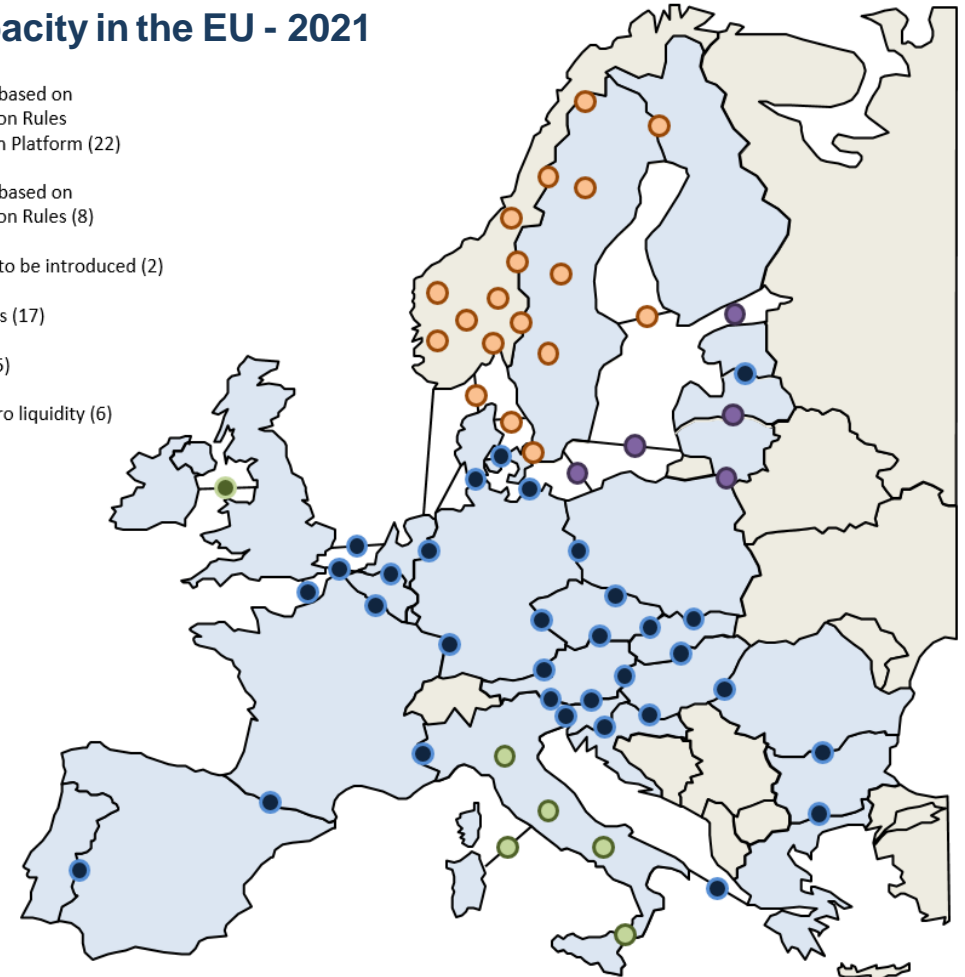 acity in the EU - 2021
based on
on Rules
n Platform (22)
based on
on Rules (8)
to be introduced (2)
s (17)
5)
ro liquidity (6)